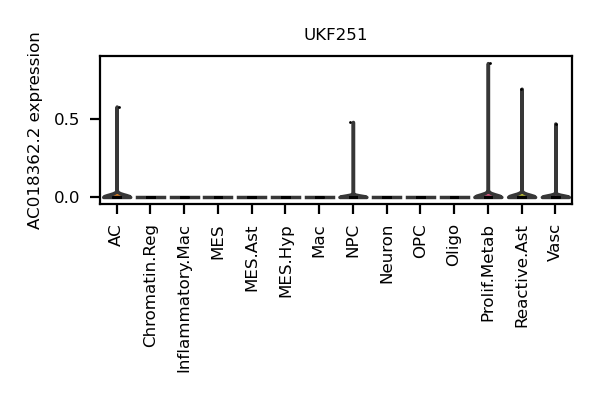 UKF251
AC018362.2 expression
0.5
0.0
AC
Chromatin.Reg
Inflammatory.Mac
MES
MES.Ast
MES.Hyp
Mac
NPC
Neuron
OPC
Oligo
Prolif.Metab
Reactive.Ast
Vasc